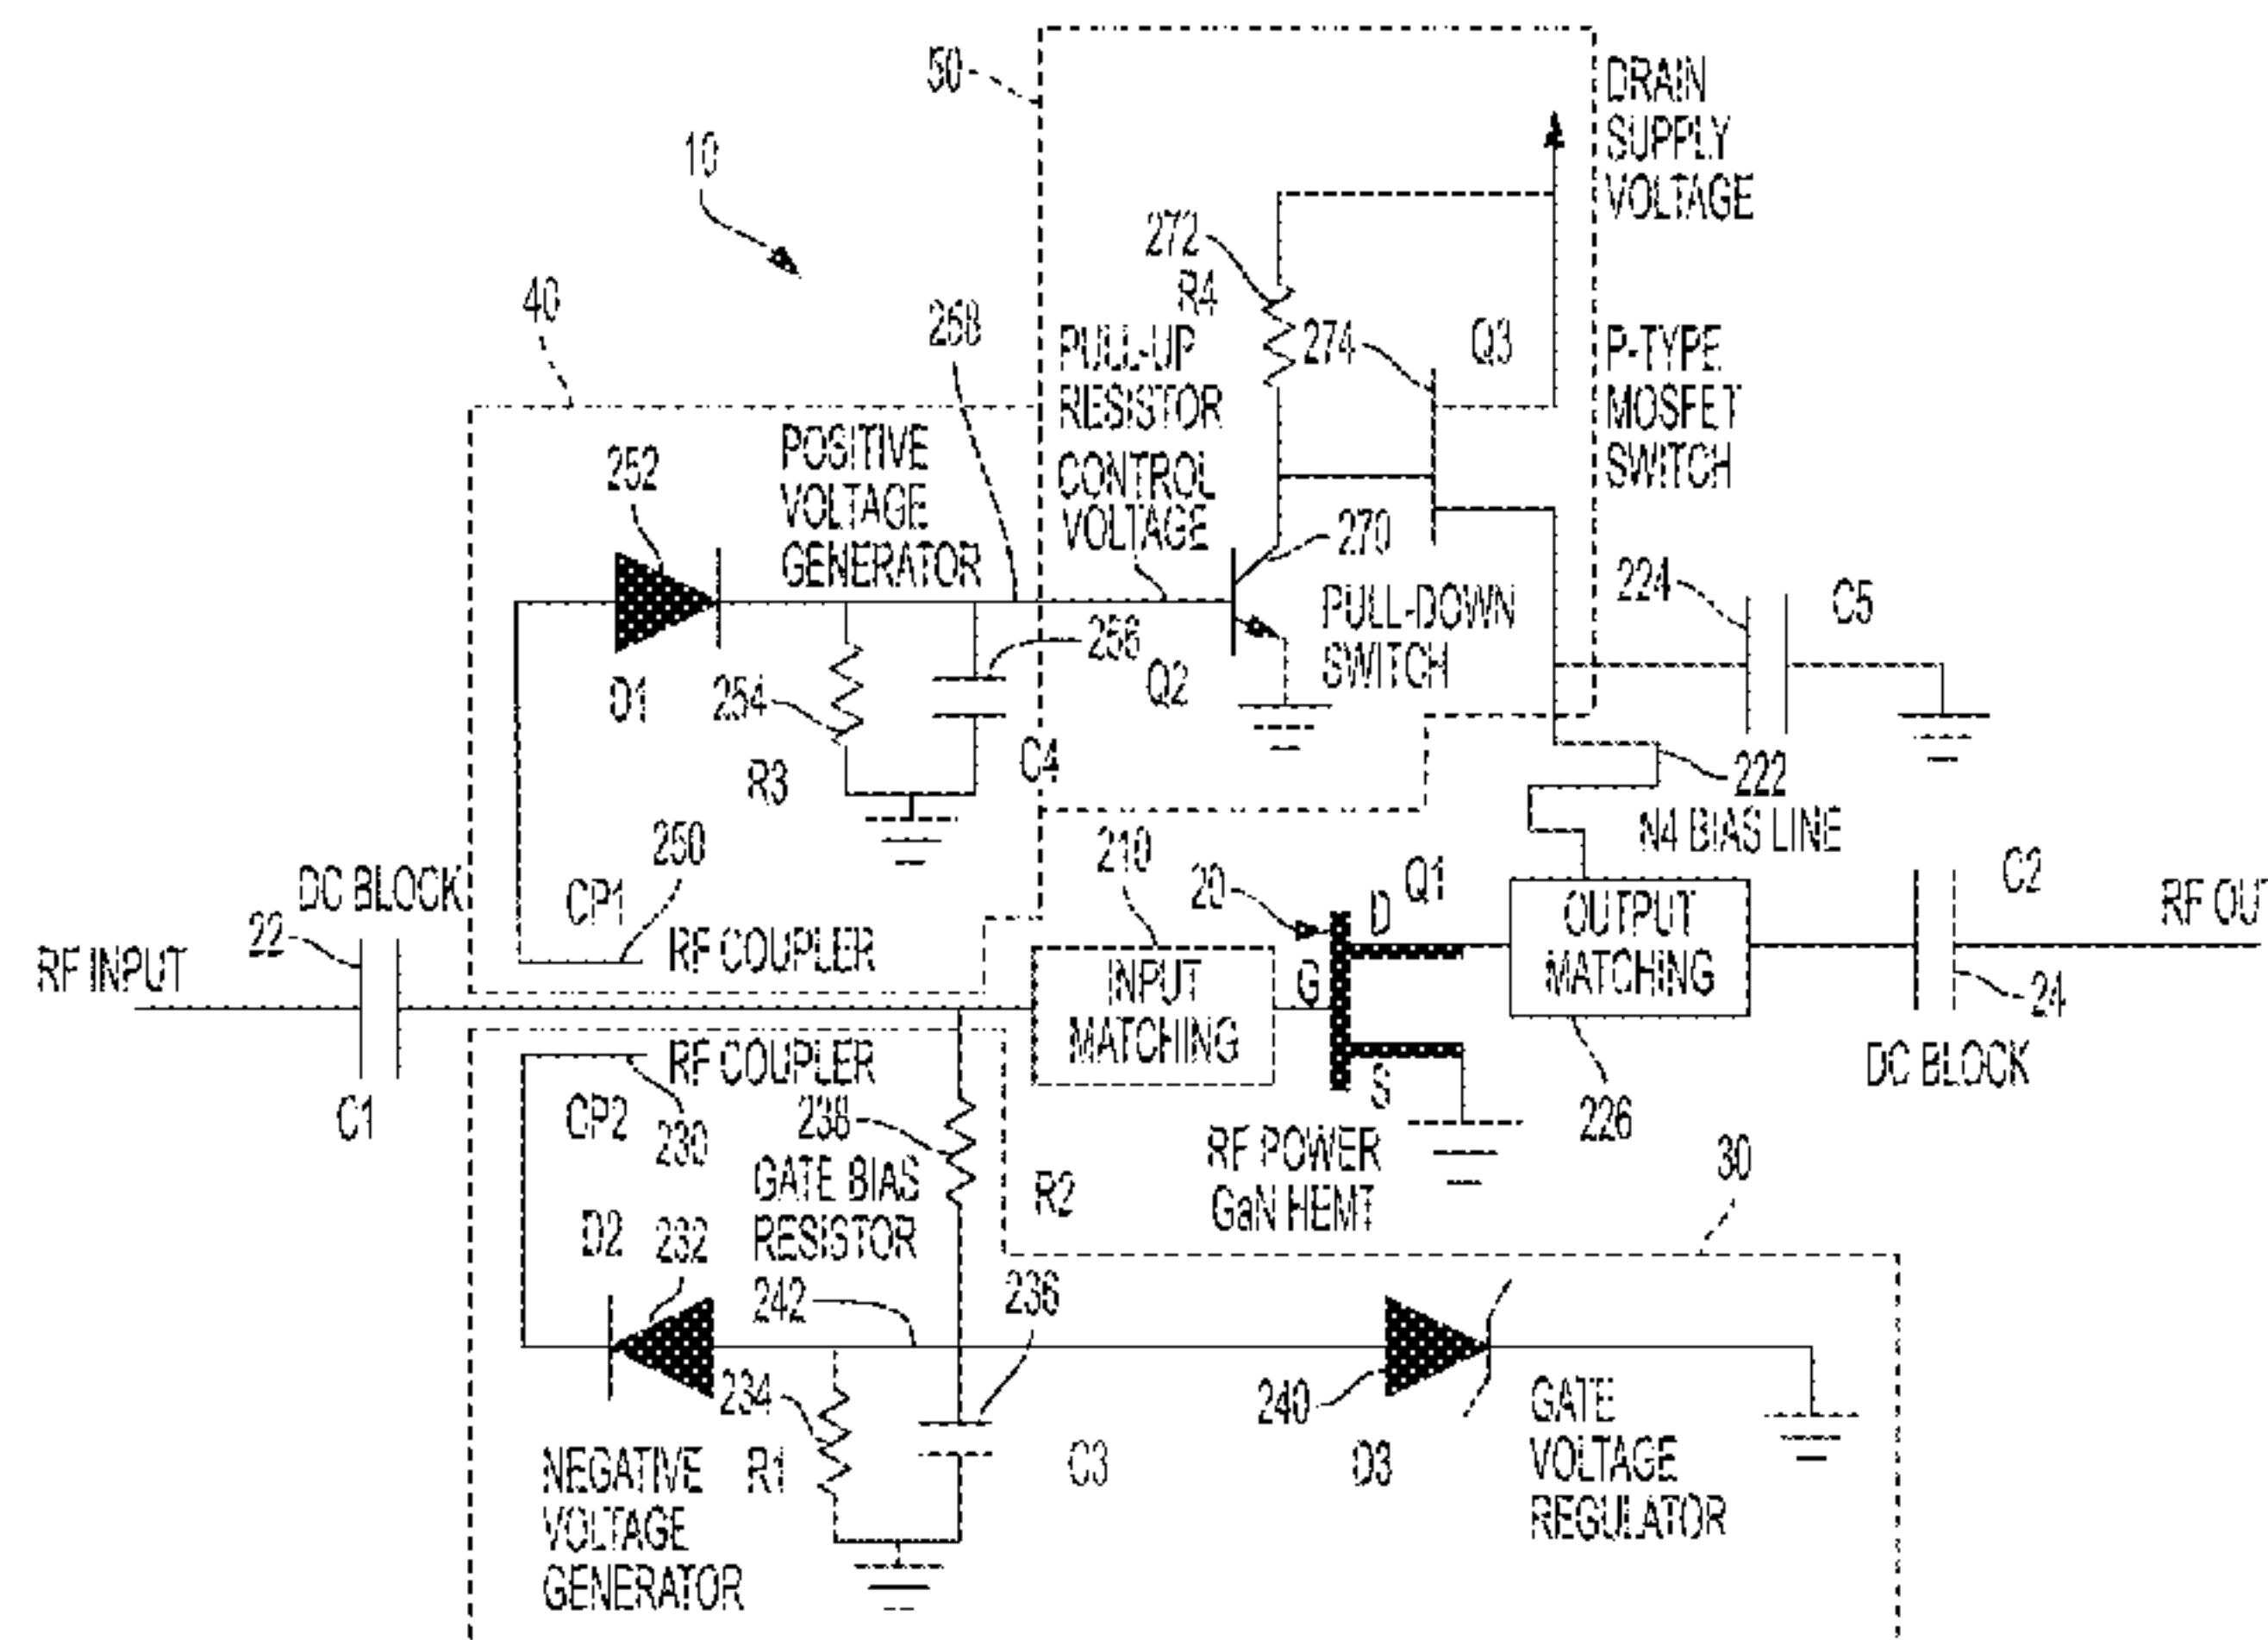 50
DRAIN
SUPPLY
VOLTAGE
10
272
R4
40
268
PULL-UP
RESISTOR
274
Q3
P-TYPE
MOSFET
SWITCH
252
POSITIVE
VOLTAGE
GENERATOR
CONTROL
VOLTAGE
270
224
C5
PULL-DOWN
SWITCH
256
Q2
D1
254
R3
C4
222
N4 BIAS LINE
250
210
DC BLOCK
CP1
20
Q1
D
C2
RF OUT
22
RF INPUT
RF COUPLER
INPUT
MATCHING
G
OUTPUT
MATCHING
24
RF COUPLER
S
DC BLOCK
C1
CP2
230
238
226
RF POWER
GaN HEMT
30
GATE BIAS
RESISTOR
R2
D2
232
242
236
234
240
GATE
VOLTAGE
REGULATOR
NEGATIVE
VOLTAGE
GENERATOR
R1
C3
D3